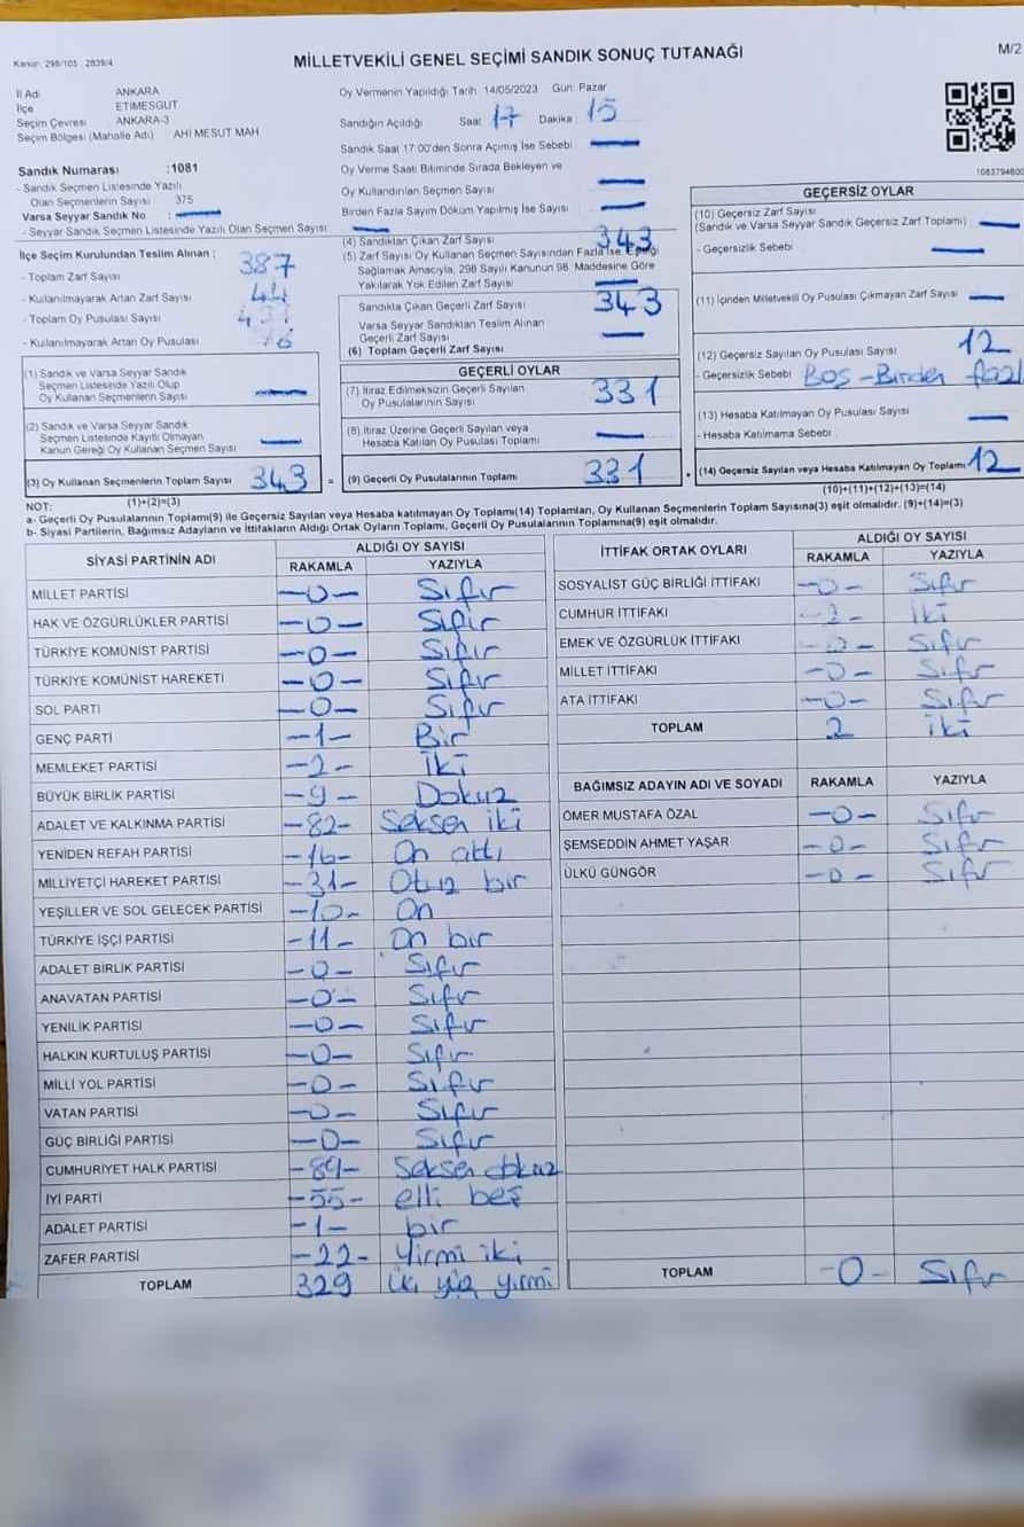 Kanun: 298/105 : 2839/4
MİLLETVEKİLİ GENEL SEÇİMİ SANDIK SONUÇ TUTANAĞI
M/2
İl Adı ANKARA
İlçe ETİMESGUT
Seçim Çevresi ANKARA-3
Seçim Bölgesi (Mahalle Adı) AHİ MESUT MAH
Sandık Numarası :1081
- Sandık Seçmen Listesinde Yazılı
Olan Seçmenlerin Sayısı 375
Varsa Seyyar Sandık No : —
- Seyyar Sandık Seçmen Listesinde Yazılı Olan Seçmen Sayısı —
Oy Vermenin Yapıldığı Tarih: 14/05/2023 Gün: Pazar
Sandığın Açıldığı Saat 17 Dakika : 15
Sandık Saat 17:00'den Sonra Açılmış İse Sebebi —
Oy Verme Saati Bitiminde Sırada Bekleyen ve
Oy Kullandırılan Seçmen Sayısı —
Birden Fazla Sayım Döküm Yapılmış İse Sayısı —
İlçe Seçim Kurulundan Teslim Alınan :
- Toplam Zarf Sayısı 387
- Kullanılmayarak Artan Zarf Sayısı 44
- Toplam Oy Pusulası Sayısı
- Kullanılmayarak Artan Oy Pusulası
(1) Sandık ve Varsa Seyyar Sandık
Seçmen Listesinde Yazılı Olup
Oy Kullanan Seçmenlerin Sayısı —
(2) Sandık ve Varsa Seyyar Sandık
Seçmen Listesinde Kayıtlı Olmayan
Kanun Gereği Oy Kullanan Seçmen Sayısı —
(3) Oy Kullanan Seçmenlerin Toplam Sayısı 343
(1)+(2)=(3)
(4) Sandıktan Çıkan Zarf Sayısı 343
(5) Zarf Sayısı Oy Kullanan Seçmen Sayısından Fazla İse, Eşitliği
Sağlamak Amacıyla, 298 Sayılı Kanunun 98. Maddesine Göre
Yakılarak Yok Edilen Zarf Sayısı —
Sandıkta Çıkan Geçerli Zarf Sayısı 343
Varsa Seyyar Sandıktan Teslim Alınan
Geçerli Zarf Sayısı —
(6) Toplam Geçerli Zarf Sayısı
GEÇERLİ OYLAR
(7) İtiraz Edilmeksizin Geçerli Sayılan
Oy Pusulalarının Sayısı 331
(8) İtiraz Üzerine Geçerli Sayılan veya
Hesaba Katılan Oy Pusulası Toplamı —
= (9) Geçerli Oy Pusulalarının Toplamı 331
1083794600
GEÇERSİZ OYLAR
(10) Geçersiz Zarf Sayısı
(Sandık ve Varsa Seyyar Sandık Geçersiz Zarf Toplamı) —
- Geçersizlik Sebebi —
(11) İçinden Milletvekili Oy Pusulası Çıkmayan Zarf Sayısı —
(12) Geçersiz Sayılan Oy Pusulası Sayısı 12
- Geçersizlik Sebebi BOŞ - Birden fazl
(13) Hesaba Katılmayan Oy Pusulası Sayısı —
- Hesaba Katılmama Sebebi
+ (14) Geçersiz Sayılan veya Hesaba Katılmayan Oy Toplamı 12
(10)+(11)+(12)+(13)=(14)
NOT:
a- Geçerli Oy Pusulalarının Toplamı(9) ile Geçersiz Sayılan veya Hesaba katılmayan Oy Toplamı(14) Toplamları, Oy Kullanan Seçmenlerin Toplam Sayısına(3) eşit olmalıdır. (9)+(14)=(3)
b- Siyasi Partilerin, Bağımsız Adayların ve İttifakların Aldığı Ortak Oyların Toplamı, Geçerli Oy Pusulalarının Toplamına(9) eşit olmalıdır.
SİYASİ PARTİNİN ADI ALDIĞI OY SAYISI
RAKAMLA YAZIYLA
MİLLET PARTİSİ -0- Sıfır
HAK VE ÖZGÜRLÜKLER PARTİSİ -0- Sıfır
TÜRKİYE KOMÜNİST PARTİSİ -0- Sıfır
TÜRKİYE KOMÜNİST HAREKETİ -0- Sıfır
SOL PARTİ -0- Sıfır
GENÇ PARTİ -1- Bir
MEMLEKET PARTİSİ -2- İki
BÜYÜK BİRLİK PARTİSİ -9- Dokuz
ADALET VE KALKINMA PARTİSİ -82- Seksen iki
YENİDEN REFAH PARTİSİ -16- On altı
MİLLİYETÇİ HAREKET PARTİSİ -31- Otuz bir
YEŞİLLER VE SOL GELECEK PARTİSİ -10- On
TÜRKİYE İŞÇİ PARTİSİ -11- On bir
ADALET BİRLİK PARTİSİ -0- Sıfır
ANAVATAN PARTİSİ -0- Sıfır
YENİLİK PARTİSİ -0- Sıfır
HALKIN KURTULUŞ PARTİSİ -0- Sıfır
MİLLİ YOL PARTİSİ -0- Sıfır
VATAN PARTİSİ -0- Sıfır
GÜÇ BİRLİĞİ PARTİSİ -0- Sıfır
CUMHURİYET HALK PARTİSİ -89- Seksen dokuz
İYİ PARTİ -55- elli beş
ADALET PARTİSİ -1- bir
ZAFER PARTİSİ -22- Yirmi iki
TOPLAM 329 üç yüz yirmi
İTTİFAK ORTAK OYLARI ALDIĞI OY SAYISI
RAKAMLA YAZIYLA
SOSYALİST GÜÇ BİRLİĞİ İTTİFAKI -0- Sıfır
CUMHUR İTTİFAKI -2- İki
EMEK VE ÖZGÜRLÜK İTTİFAKI -0- Sıfır
MİLLET İTTİFAKI -0- Sıfır
ATA İTTİFAKI -0- Sıfır
TOPLAM 2 iki
BAĞIMSIZ ADAYIN ADI VE SOYADI RAKAMLA YAZIYLA
ÖMER MUSTAFA ÖZAL -0- Sıfır
ŞEMSEDDİN AHMET YAŞAR -0- Sıfır
ÜLKÜ GÜNGÖR -0- Sıfır
TOPLAM -0- Sıfır